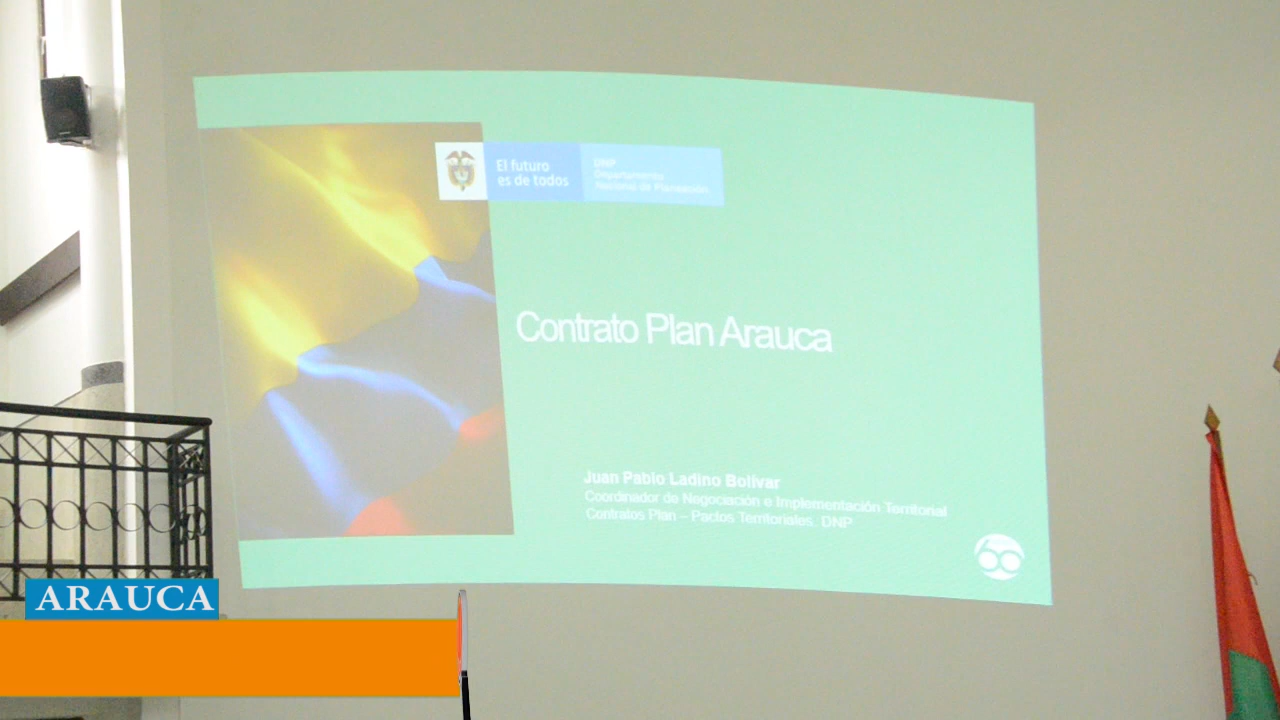 El futuro
es de todos
DNP
Departamento
Nacional de Planeación
Contrato Plan Arauca
Juan Pablo Ladino Bolívar
Coordinador de Negociación e Implementación Territorial
Contratos Plan – Pactos Territoriales. DNP
ARAUCA